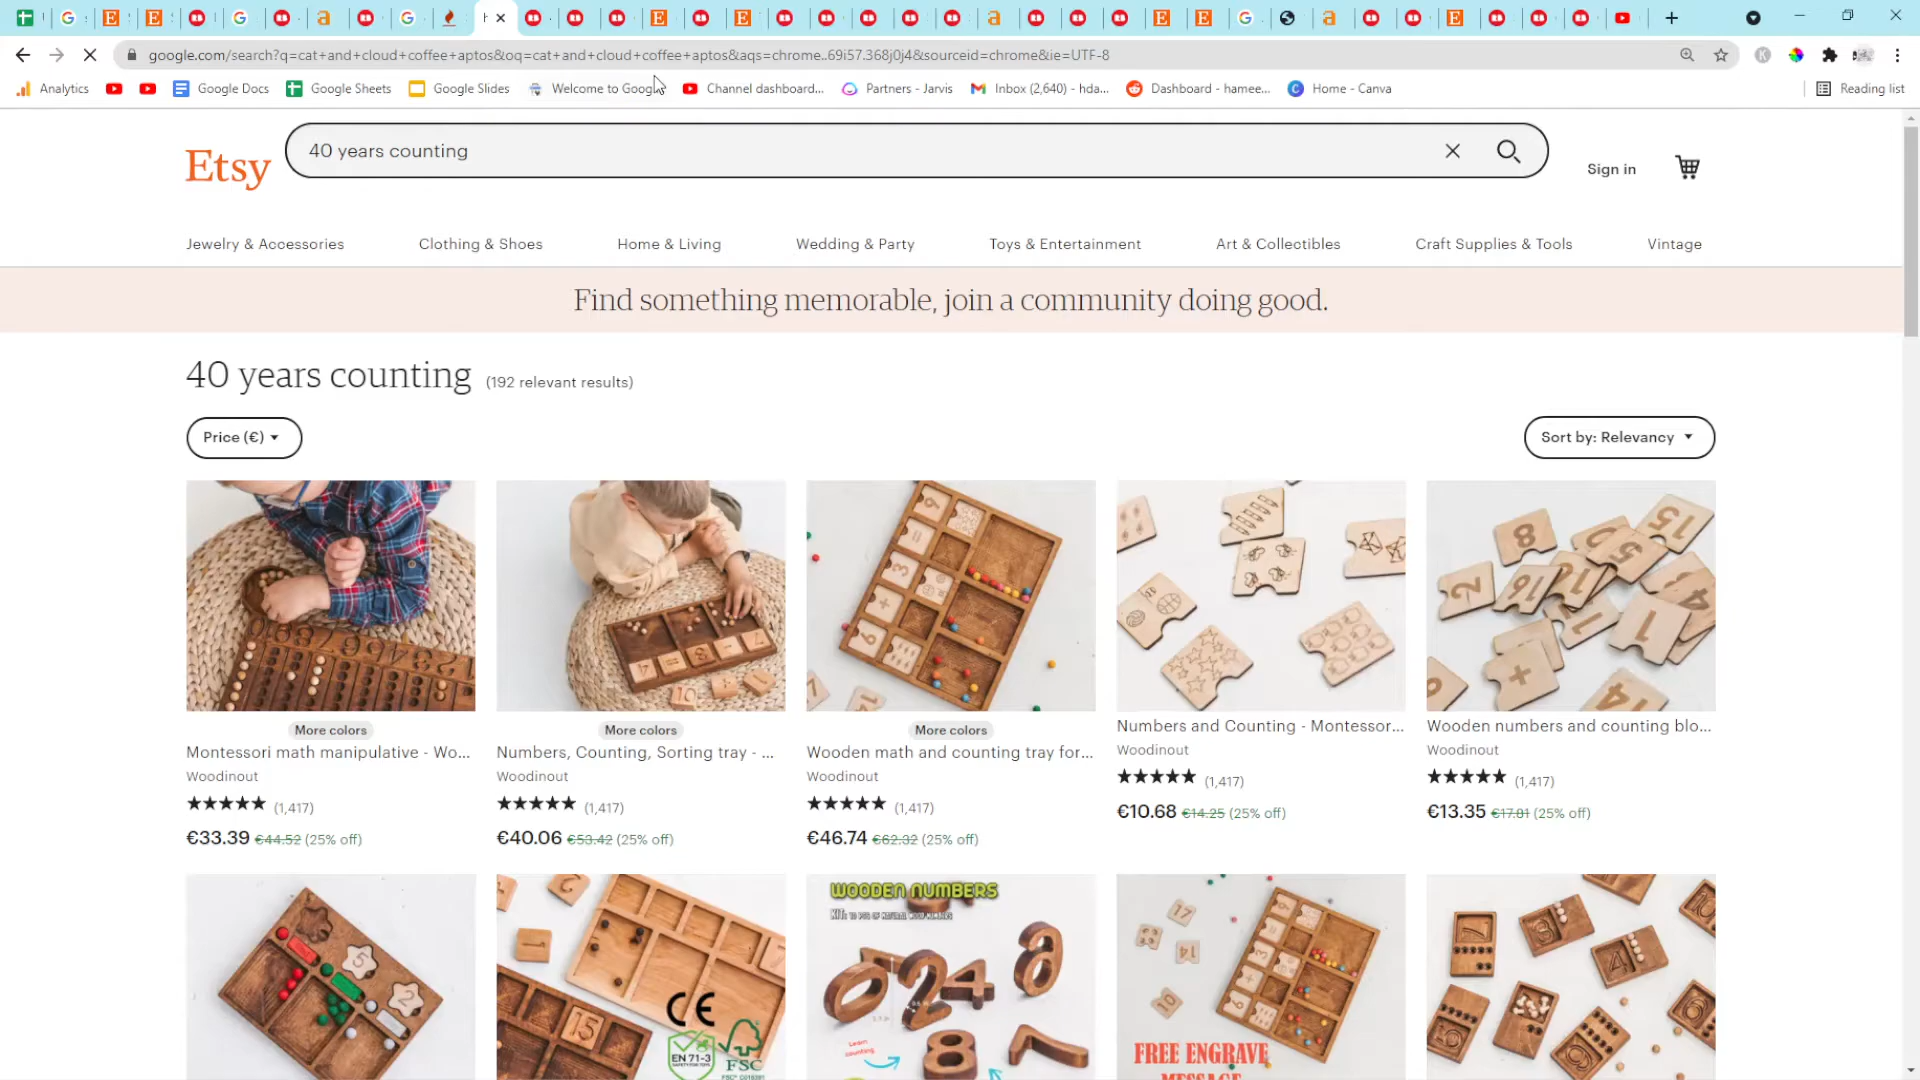 google.com/search?q=cat+and+cloud+coffee+aptos&oq=cat+and+cloud+coffee+aptos&aqs=chrome..69i57.368j0j4&sourceid=chrome&ie=UTF-8
Analytics Google Docs Google Sheets Google Slides Welcome to Googl Channel dashboard... Partners - Jarvis Inbox (2,640) - hda... Dashboard - hamee... Home - Canva Reading list
Etsy 40 years counting Sign in
Jewelry & Accessories Clothing & Shoes Home & Living Wedding & Party Toys & Entertainment Art & Collectibles Craft Supplies & Tools Vintage
Find something memorable, join a community doing good.
40 years counting (192 relevant results)
Price (€) Sort by: Relevancy
More colors More colors More colors
Numbers and Counting - Montessor... Wooden numbers and counting blo...
Montessori math manipulative - Wo... Numbers, Counting, Sorting tray - ... Wooden math and counting tray for...
Woodinout Woodinout
Woodinout Woodinout Woodinout
★★★★★ (1,417) ★★★★★ (1,417)
★★★★★ (1,417) ★★★★★ (1,417) ★★★★★ (1,417)
€10.68 €14.25 (25% off) €13.35 €17.81 (25% off)
€33.39 €44.52 (25% off) €40.06 €53.42 (25% off) €46.74 €62.32 (25% off)
WOODEN NUMBERS
CE
EN 71-3
FSC
Learn
counting
FREE ENGRAVE
MESSAGE